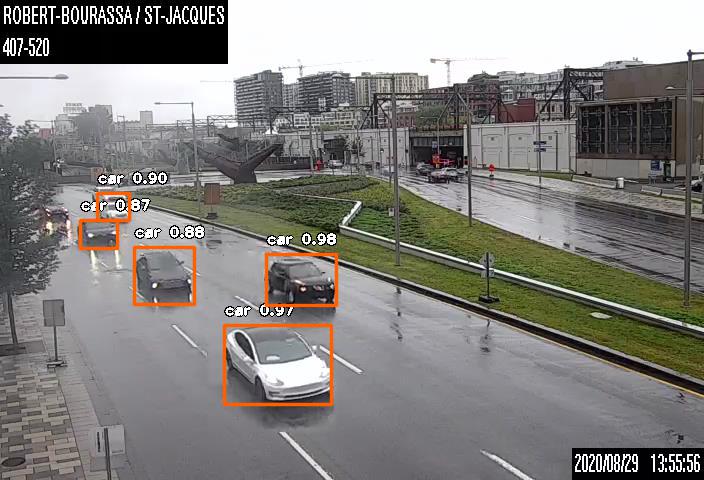 ROBERT-BOURASSA / ST-JACQUES
407-520
car 0.90
car 0.87
car 0.88
car 0.98
car 0.97
2020/08/29 13:55:56